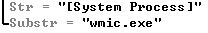 Str = "[System Process]"
Substr = "wmic.exe"